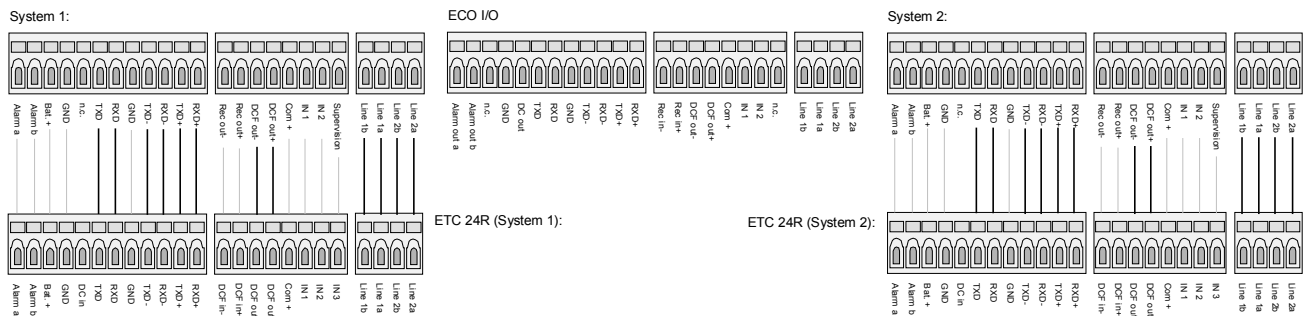 System 1:
ECO I/O
System 2:
Alarm a
Alarm b
Bat. +
GND
n.c.
TXD
RXD
GND
TXD-
RXD-
TXD+
RXD+
Rec out-
Rec out+
DCF out-
DCF out+
Com +
IN 1
IN 2
Supervision
Line 1b
Line 1a
Line 2b
Line 2a
Alarm out a
Alarm out b
n.c.
GND
DC out
TXD
RXD
GND
TXD-
RXD-
TXD+
RXD+
Rec in-
Rec in+
DCF out-
DCF out+
Com +
IN 1
IN 2
n.c.
Line 1b
Line 1a
Line 2b
Line 2a
Alarm a
Alarm b
Bat. +
GND
n.c.
TXD
RXD
GND
TXD-
RXD-
TXD+
RXD+
Rec out-
Rec out+
DCF out-
DCF out+
Com +
IN 1
IN 2
Supervision
Line 1b
Line 1a
Line 2b
Line 2a
ETC 24R (System 1):
ETC 24R (System 2):
Alarm a
Alarm b
Bat. +
GND
DC in
TXD
RXD
GND
TXD-
RXD-
TXD+
RXD+
DCF in-
DCF in+
DCF out
DCF out
Com +
IN 1
IN 2
IN 3
Line 1b
Line 1a
Line 2b
Line 2a
Alarm a
Alarm b
Bat. +
GND
DC in
TXD
RXD
GND
TXD-
RXD-
TXD+
RXD+
DCF in-
DCF in+
DCF out
DCF out
Com +
IN 1
IN 2
IN 3
Line 1b
Line 1a
Line 2b
Line 2a